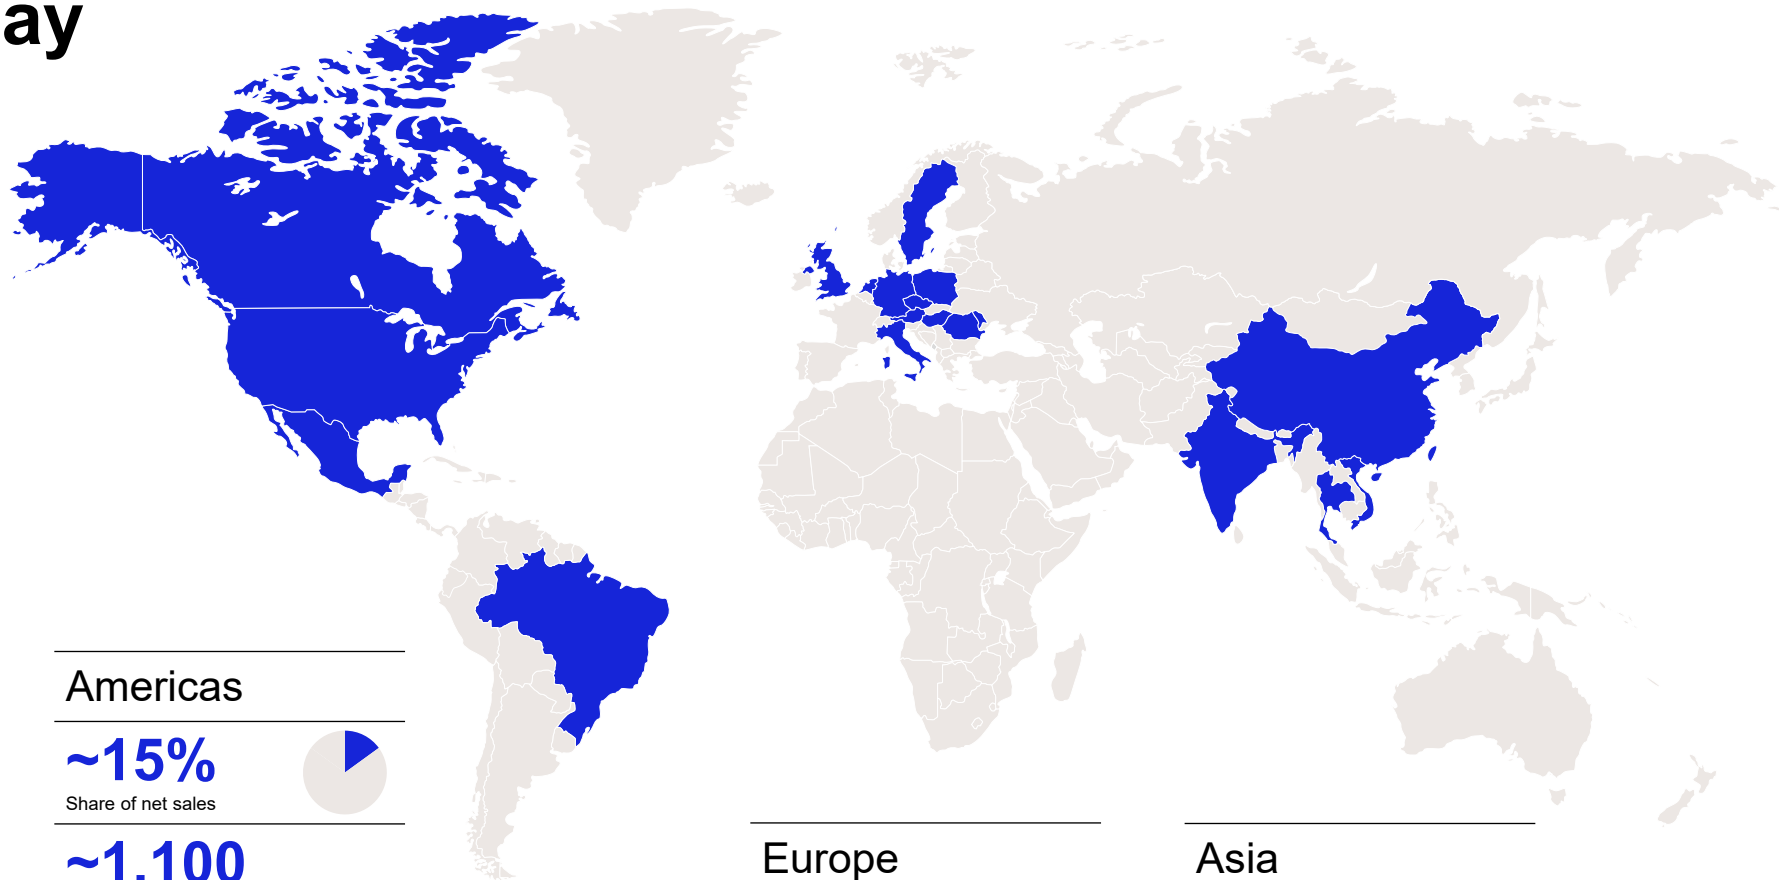 ay
Americas
~15%
Share of net sales
~1,100
Europe
Asia